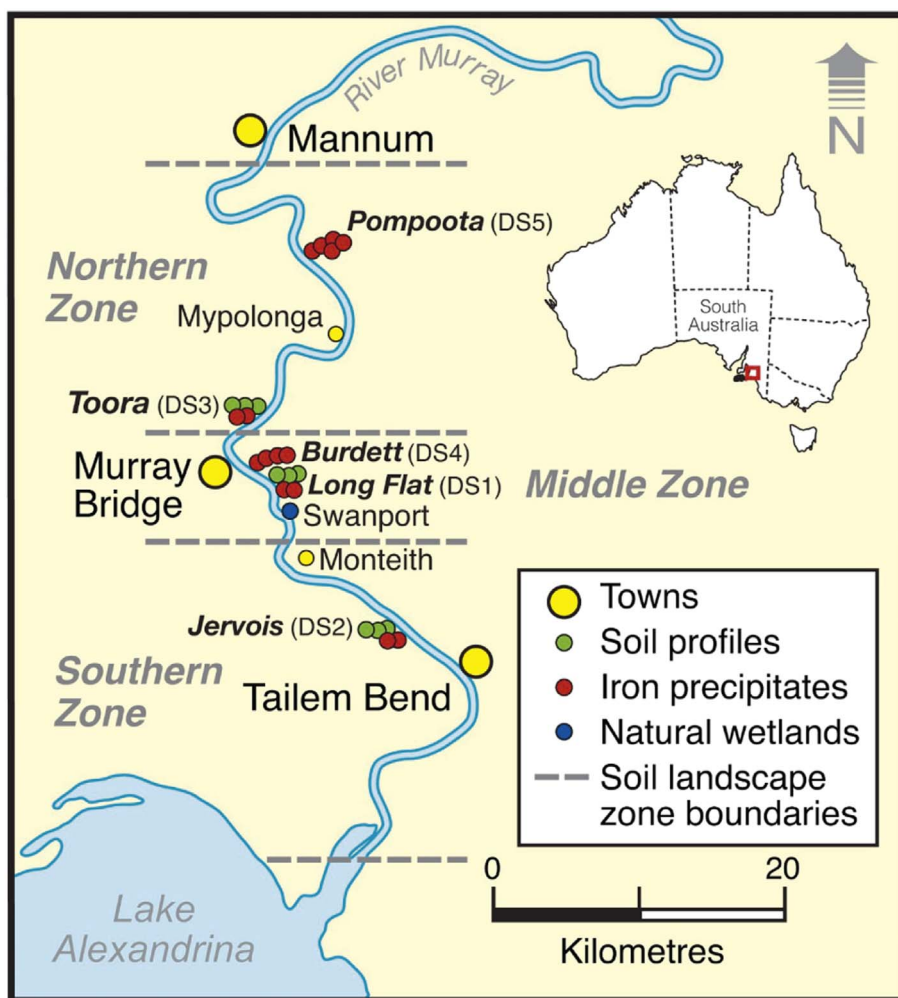 River Murray
N
Mannum
Pompoota (DS5)
Northern
Zone
Mypolonga
South
Australia
Toora (DS3)
Murray
Bridge
Burdett (DS4)
Long Flat (DS1)
Swanport
Middle Zone
Monteith
Jervois (DS2)
Southern
Zone
Tailem Bend
Towns
Soil profiles
Iron precipitates
Natural wetlands
Soil landscape
zone boundaries
0 20
Kilometres
Lake
Alexandrina